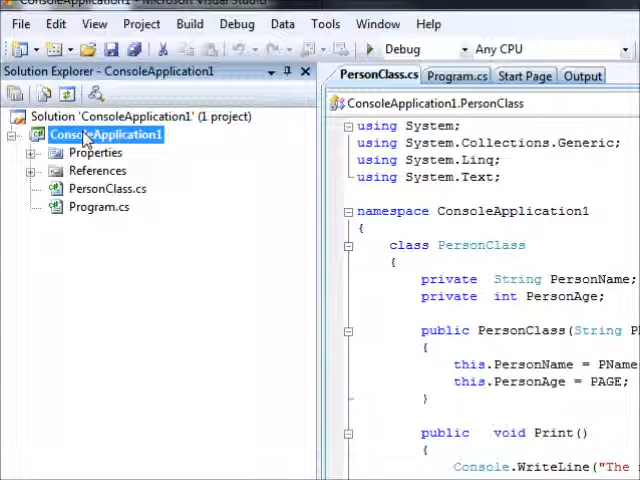 ConsoleApplication1 - Microsoft Visual Studio
File Edit View Project Build Debug Data Tools Window Help
Debug Any CPU
Solution Explorer - ConsoleApplication1
PersonClass.cs Program.cs Start Page Output
ConsoleApplication1.PersonClass
Solution 'ConsoleApplication1' (1 project)
ConsoleApplication1
Properties
References
PersonClass.cs
Program.cs
using System;
using System.Collections.Generic;
using System.Linq;
using System.Text;
namespace ConsoleApplication1
{
class PersonClass
{
private String PersonName;
private int PersonAge;
public PersonClass(String P
{
this.PersonName = PName
this.PersonAge = PAGE;
}
public void Print()
{
Console.WriteLine("The